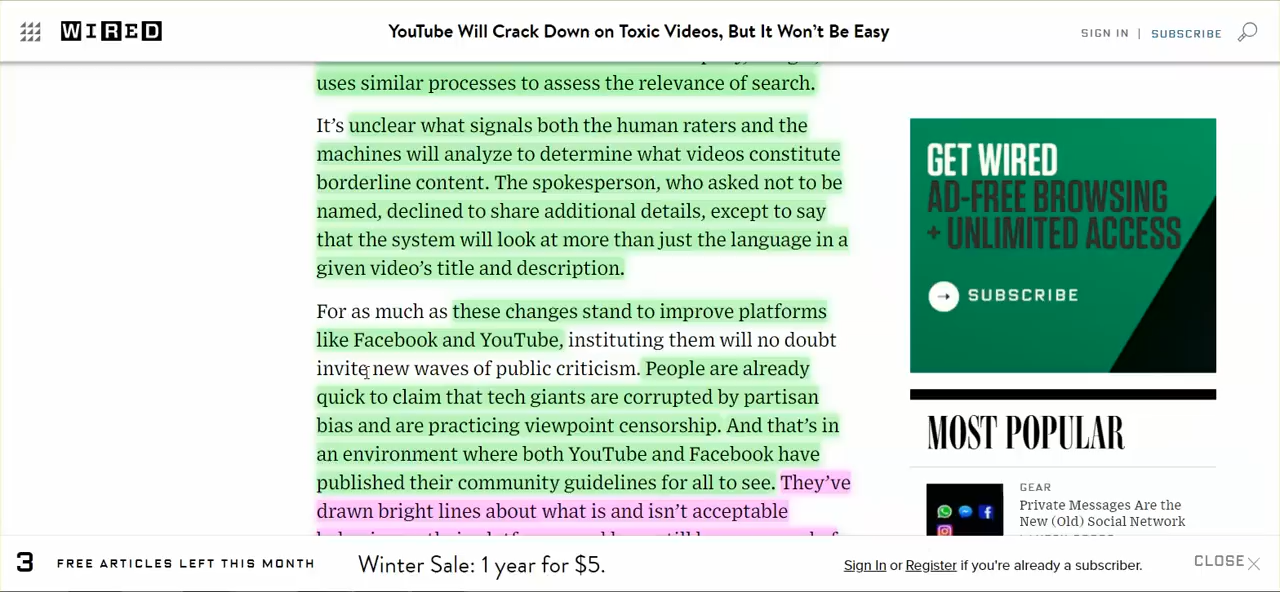 WIRED
YouTube Will Crack Down on Toxic Videos, But It Won't Be Easy
SIGN IN | SUBSCRIBE
uses similar processes to assess the relevance of search.
It's unclear what signals both the human raters and the
machines will analyze to determine what videos constitute
borderline content. The spokesperson, who asked not to be
named, declined to share additional details, except to say
that the system will look at more than just the language in a
given video's title and description.
For as much as these changes stand to improve platforms
like Facebook and YouTube, instituting them will no doubt
invite new waves of public criticism. People are already
quick to claim that tech giants are corrupted by partisan
bias and are practicing viewpoint censorship. And that's in
an environment where both YouTube and Facebook have
published their community guidelines for all to see. They've
drawn bright lines about what is and isn't acceptable
GET WIRED
AD-FREE BROWSING
+ UNLIMITED ACCESS
SUBSCRIBE
MOST POPULAR
GEAR
Private Messages Are the
New (Old) Social Network
3 FREE ARTICLES LEFT THIS MONTH
Winter Sale: 1 year for $5.
Sign In or Register if you're already a subscriber.
CLOSE